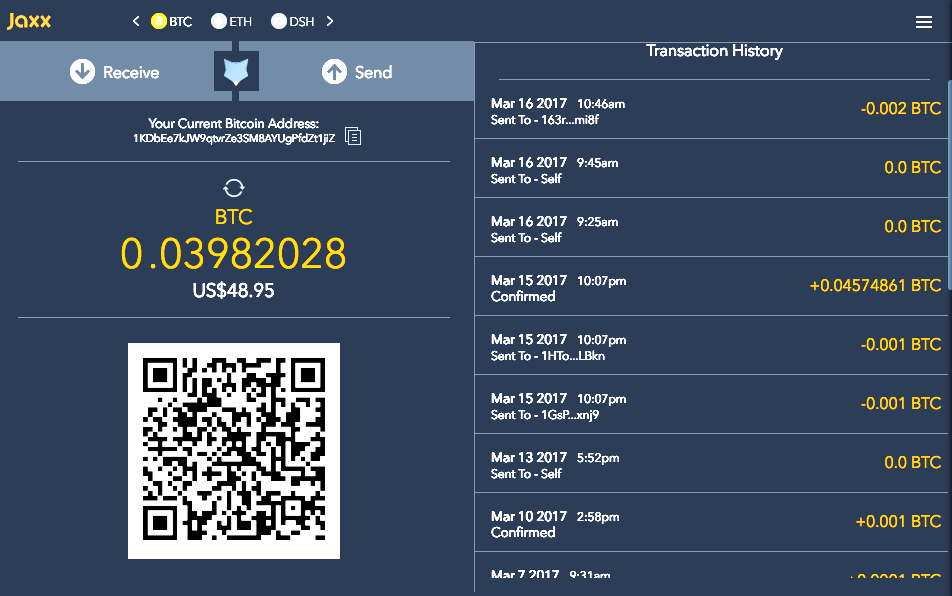 Jaxx
BTC
ETH
DSH
Receive
Send
Your Current Bitcoin Address:
1KDbEe7kJW9qtvrZe3SM8AYUgPfdZt1jiZ
BTC
0.03982028
US$48.95
Transaction History
Mar 16 2017 10:46am
-0.002 BTC
Sent To - 163r...mi8f
Mar 16 2017 9:45am
0.0 BTC
Sent To - Self
Mar 16 2017 9:25am
0.0 BTC
Sent To - Self
Mar 15 2017 10:07pm
+0.04574861 BTC
Confirmed
Mar 15 2017 10:07pm
-0.001 BTC
Sent To - 1HTo...LBkn
Mar 15 2017 10:07pm
-0.001 BTC
Sent To - 1GsP...xnj9
Mar 13 2017 5:52pm
0.0 BTC
Sent To - Self
Mar 10 2017 2:58pm
+0.001 BTC
Confirmed
Mar 7 2017 9:31am
+0.0001 BTC